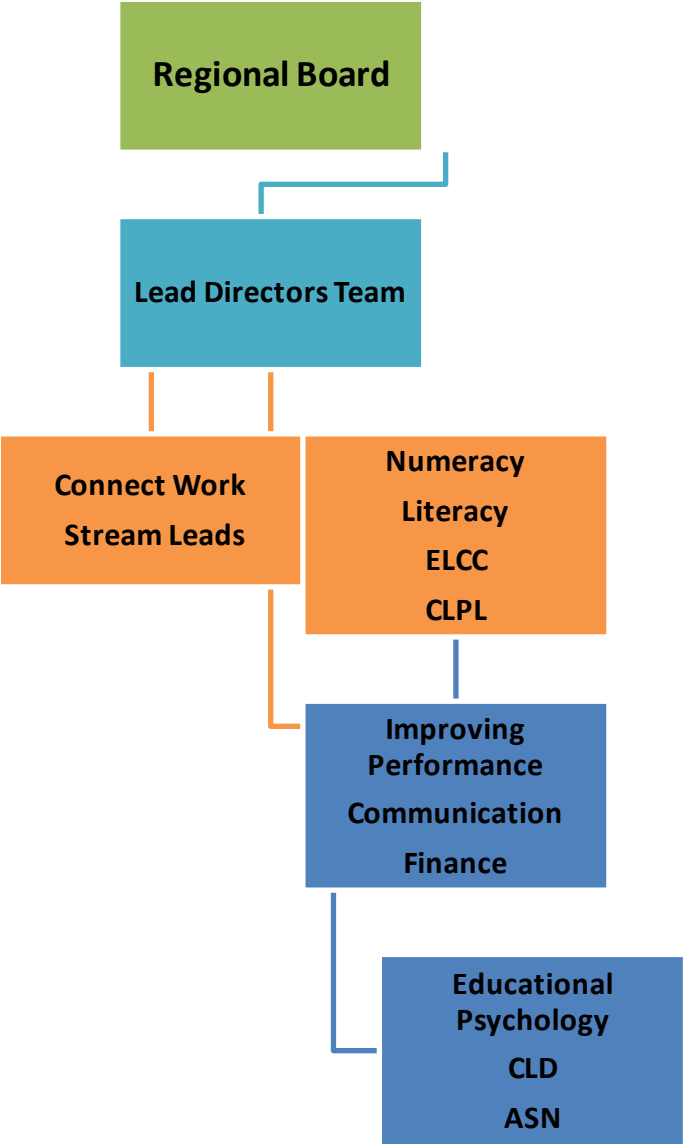 Regional Board
Lead Directors Team
Connect Work
Stream Leads
Numeracy
Literacy
ELCC
CLPL
Improving
Performance
Communication
Finance
Educational
Psychology
CLD
ASN